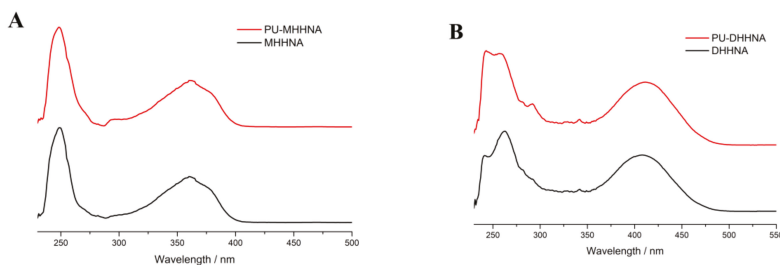 A
PU-MHHNA
MHHNA
250 300 350 400 450 500
Wavelength / nm
B
PU-DHHNA
DHHNA
250 300 350 400 450 500 550
Wavelength / nm